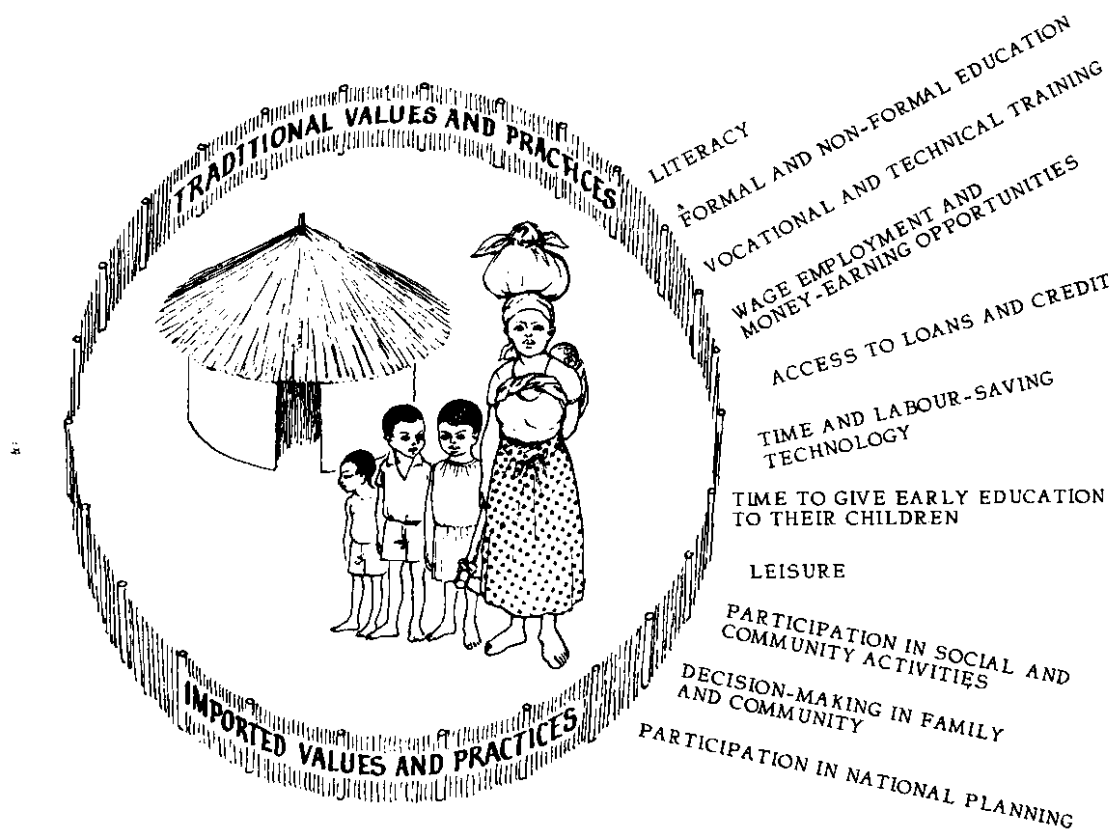 TRADITIONAL VALUES AND PRACTICES
LITERACY
FORMAL AND NON-FORMAL EDUCATION
VOCATIONAL AND TECHNICAL TRAINING
WAGE EMPLOYMENT AND
MONEY-EARNING OPPORTUNITIES
ACCESS TO LOANS AND CREDIT
TIME AND LABOUR-SAVING
TECHNOLOGY
TIME TO GIVE EARLY EDUCATION
TO THEIR CHILDREN
LEISURE
PARTICIPATION IN SOCIAL AND
COMMUNITY ACTIVITIES
DECISION-MAKING IN FAMILY
AND COMMUNITY
PARTICIPATION IN NATIONAL PLANNING
IMPORTED VALUES AND PRACTICES